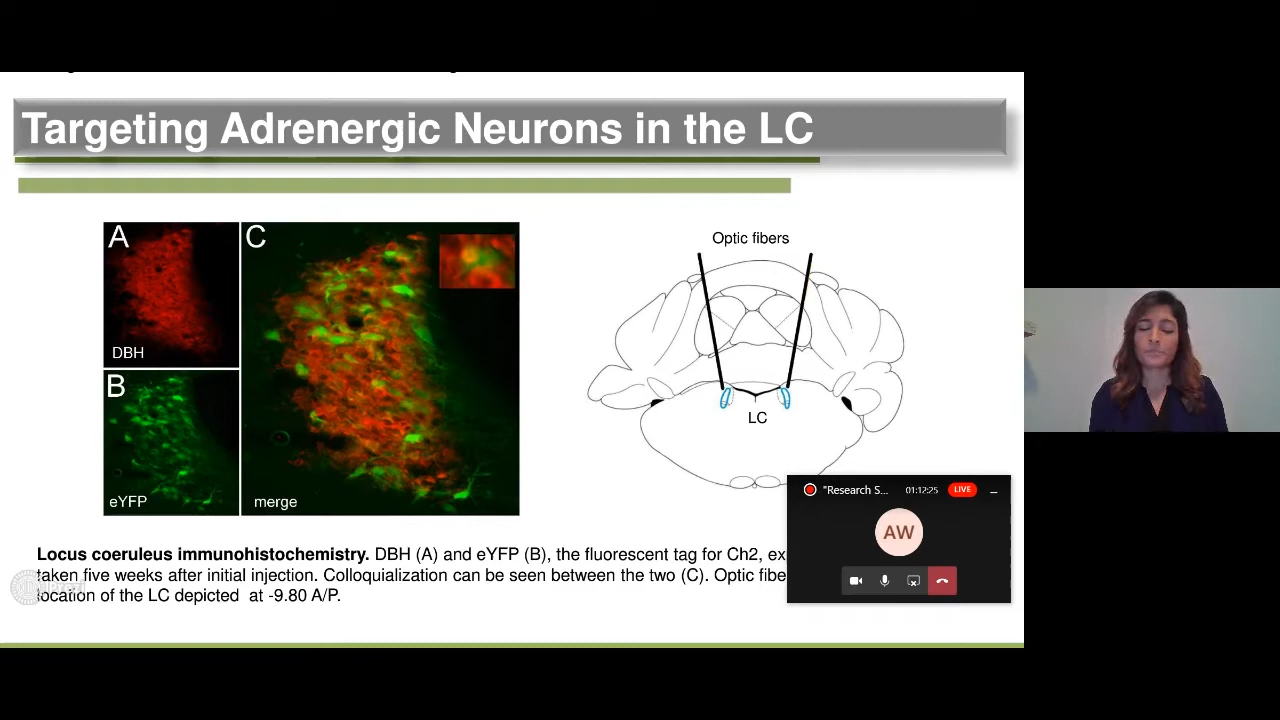 Targeting Adrenergic Neurons in the LC
A
DBH
B
eYFP
C
merge
Optic fibers
LC
Locus coeruleus immunohistochemistry. DBH (A) and eYFP (B), the fluorescent tag for Ch2,
taken five weeks after initial injection. Colloquialization can be seen between the two (C). Optic
location of the LC depicted at -9.80 A/P.
"Research S...
01:12:25
LIVE
AW